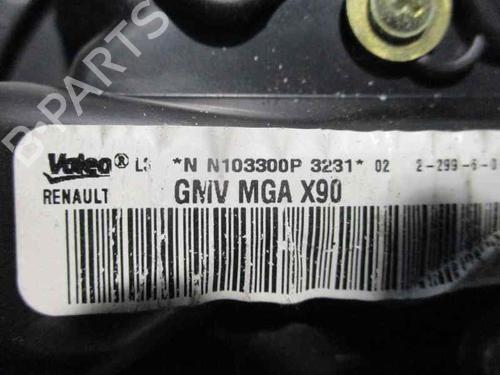 B-PARTS
Valeo® L3 *N N103300P 3231* 02 2-299-6-0
RENAULT GMV MGA X90